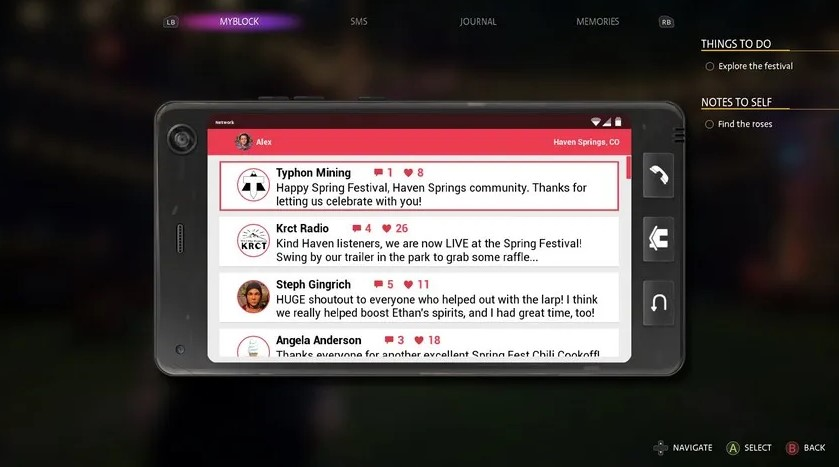 LB MYBLOCK SMS JOURNAL MEMORIES RB
THINGS TO DO
Explore the festival
NOTES TO SELF
Find the roses
Network
Alex Haven Springs, CO
Typhon Mining 1 8
Happy Spring Festival, Haven Springs community. Thanks for
letting us celebrate with you!
KRCT
Krct Radio 4 26
Kind Haven listeners, we are now LIVE at the Spring Festival!
Swing by our trailer in the park to grab some raffle...
Steph Gingrich 5 11
HUGE shoutout to everyone who helped out with the larp! I think
we really helped boost Ethan's spirits, and I had great time, too!
Angela Anderson 3 18
Thanks everyone for another excellent Spring Fest Chili Cookoff!
NAVIGATE A SELECT B BACK